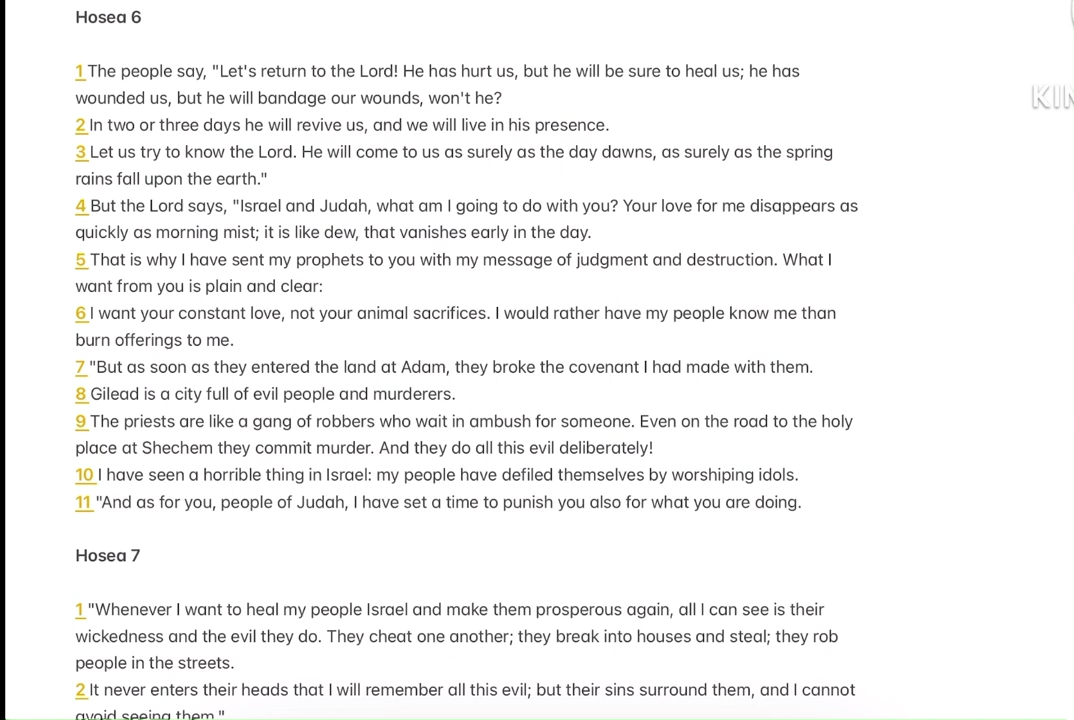 Hosea 6
1 The people say, "Let's return to the Lord! He has hurt us, but he will be sure to heal us; he has
wounded us, but he will bandage our wounds, won't he?
2 In two or three days he will revive us, and we will live in his presence.
3 Let us try to know the Lord. He will come to us as surely as the day dawns, as surely as the spring
rains fall upon the earth."
4 But the Lord says, "Israel and Judah, what am I going to do with you? Your love for me disappears as
quickly as morning mist; it is like dew, that vanishes early in the day.
5 That is why I have sent my prophets to you with my message of judgment and destruction. What I
want from you is plain and clear:
6 I want your constant love, not your animal sacrifices. I would rather have my people know me than
burn offerings to me.
7 "But as soon as they entered the land at Adam, they broke the covenant I had made with them.
8 Gilead is a city full of evil people and murderers.
9 The priests are like a gang of robbers who wait in ambush for someone. Even on the road to the holy
place at Shechem they commit murder. And they do all this evil deliberately!
10 I have seen a horrible thing in Israel: my people have defiled themselves by worshiping idols.
11 "And as for you, people of Judah, I have set a time to punish you also for what you are doing.
Hosea 7
1 "Whenever I want to heal my people Israel and make them prosperous again, all I can see is their
wickedness and the evil they do. They cheat one another; they break into houses and steal; they rob
people in the streets.
2 It never enters their heads that I will remember all this evil; but their sins surround them, and I cannot
avoid seeing them."